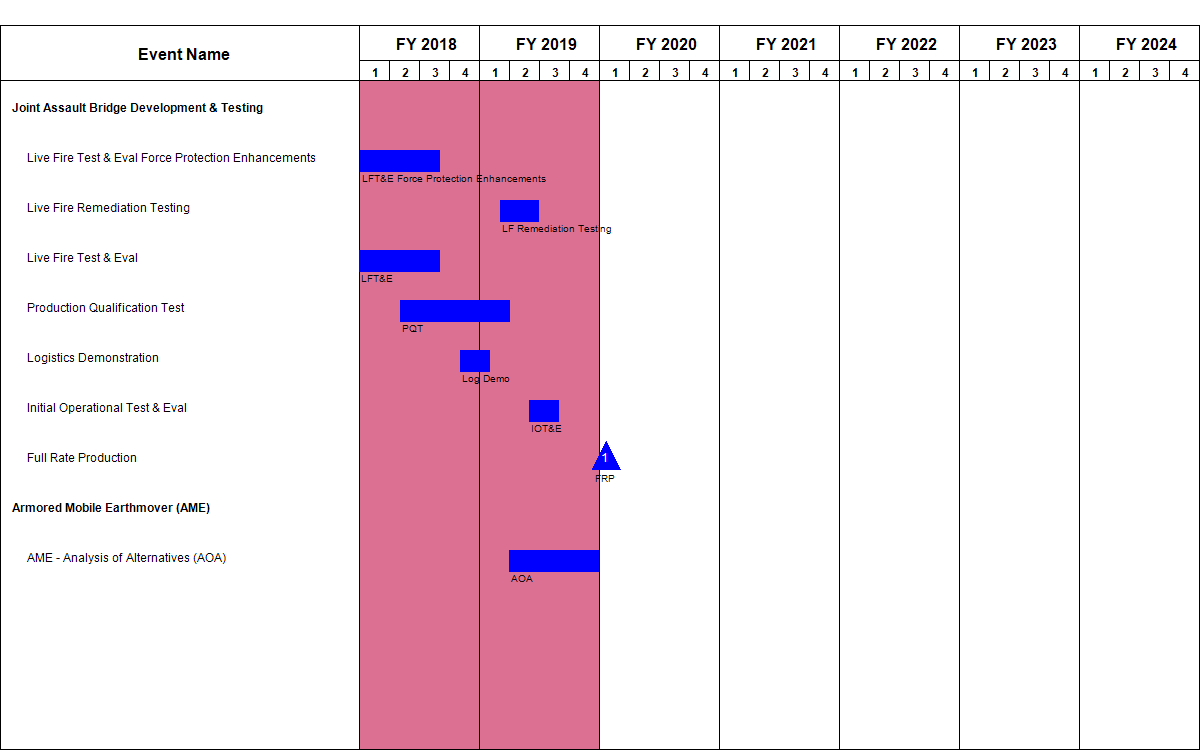 Event Name
FY 2018 FY 2019 FY 2020 FY 2021 FY 2022 FY 2023 FY 2024
1 2 3 4 1 2 3 4 1 2 3 4 1 2 3 4 1 2 3 4 1 2 3 4 1 2 3 4
Joint Assault Bridge Development & Testing
Live Fire Test & Eval Force Protection Enhancements
LFT&E Force Protection Enhancements
Live Fire Remediation Testing
LF Remediation Testing
Live Fire Test & Eval
LFT&E
Production Qualification Test
PQT
Logistics Demonstration
Log Demo
Initial Operational Test & Eval
IOT&E
Full Rate Production
1
FRP
Armored Mobile Earthmover (AME)
AME - Analysis of Alternatives (AOA)
AOA